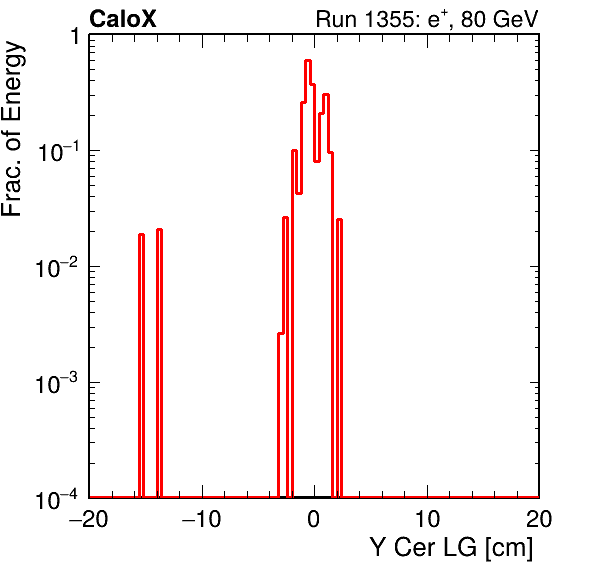 CaloX Run 1355: e⁺, 80 GeV
Frac. of Energy
1
10⁻¹
10⁻²
10⁻³
10⁻⁴
−20 −10 0 10 20
Y Cer LG [cm]